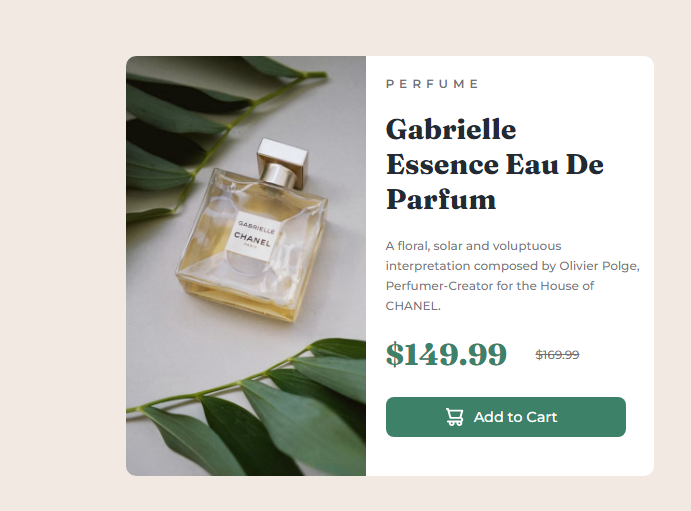 GABRIELLE
CHANEL
PARIS
PERFUME
Gabrielle
Essence Eau De
Parfum
A floral, solar and voluptuous
interpretation composed by Olivier Polge,
Perfumer-Creator for the House of
CHANEL.
$149.99 $169.99
Add to Cart